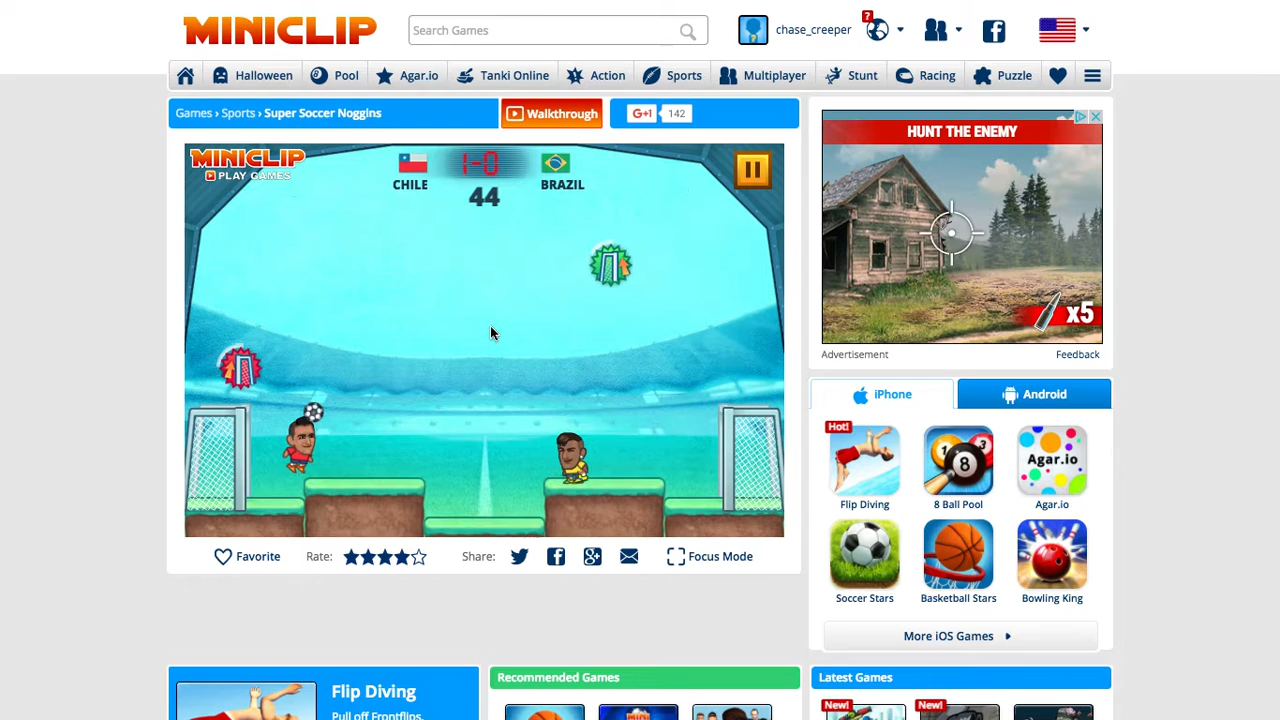 MINICLIP
Search Games
chase_creeper
?
Halloween
Pool
Agar.io
Tanki Online
Action
Sports
Multiplayer
Stunt
Racing
Puzzle
Games › Sports › Super Soccer Noggins
Walkthrough
G+1 142
MINICLIP
PLAY GAMES
1-0
CHILE
BRAZIL
44
HUNT THE ENEMY
x5
Advertisement
Feedback
iPhone
Android
Hot!
Flip Diving
8
8 Ball Pool
Agar.io
Agar.io
Soccer Stars
Basketball Stars
Bowling King
More iOS Games
Favorite
Rate:
Share:
Focus Mode
Flip Diving
Pull off Frontflips,
Recommended Games
Latest Games
New!
New!